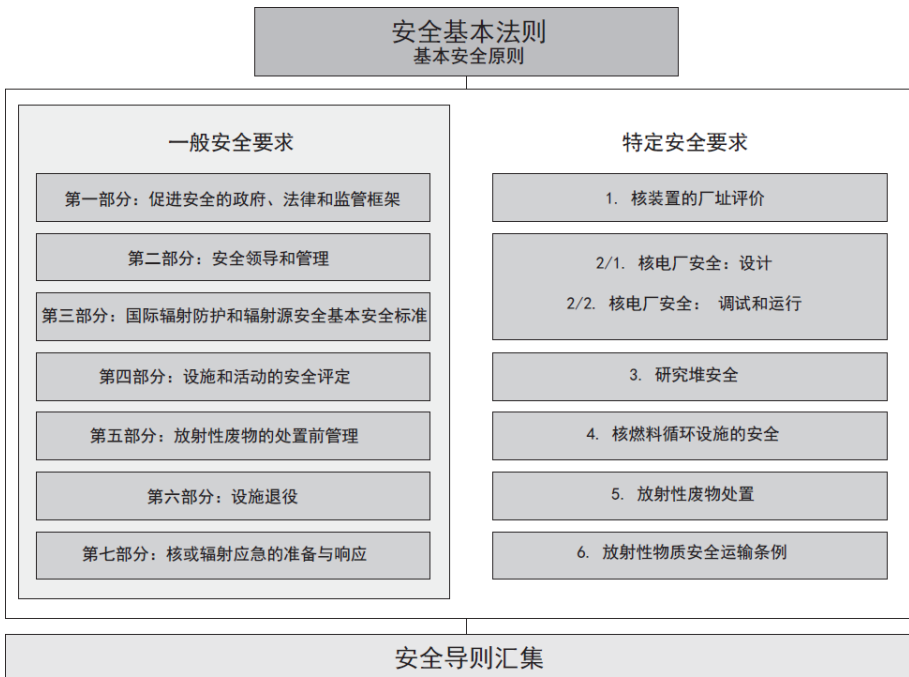 安全基本法则
基本安全原则
一般安全要求
第一部分：促进安全的政府、法律和监管框架
第二部分：安全领导和管理
第三部分：国际辐射防护和辐射源安全基本安全标准
第四部分：设施和活动的安全评定
第五部分：放射性废物的处置前管理
第六部分：设施退役
第七部分：核或辐射应急的准备与响应
特定安全要求
1. 核装置的厂址评价
2/1. 核电厂安全：设计
2/2. 核电厂安全： 调试和运行
3. 研究堆安全
4. 核燃料循环设施的安全
5. 放射性废物处置
6. 放射性物质安全运输条例
安全导则汇集